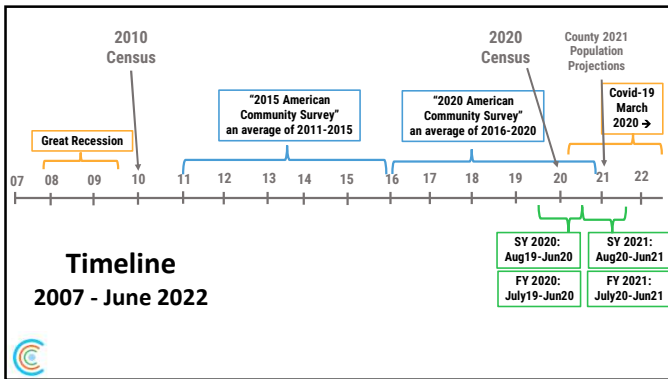 2010
Census
2020
Census
County 2021
Population
Projections
"2015 American
Community Survey"
an average of 2011-2015
"2020 American
Community Survey"
an average of 2016-2020
Covid-19
March
2020 →
Great Recession
07 08 09 10 11 12 13 14 15 16 17 18 19 20 21 22
SY 2020:
Aug19-Jun20
SY 2021:
Aug20-Jun21
FY 2020:
July19-Jun20
FY 2021:
July20-Jun21
Timeline
2007 - June 2022